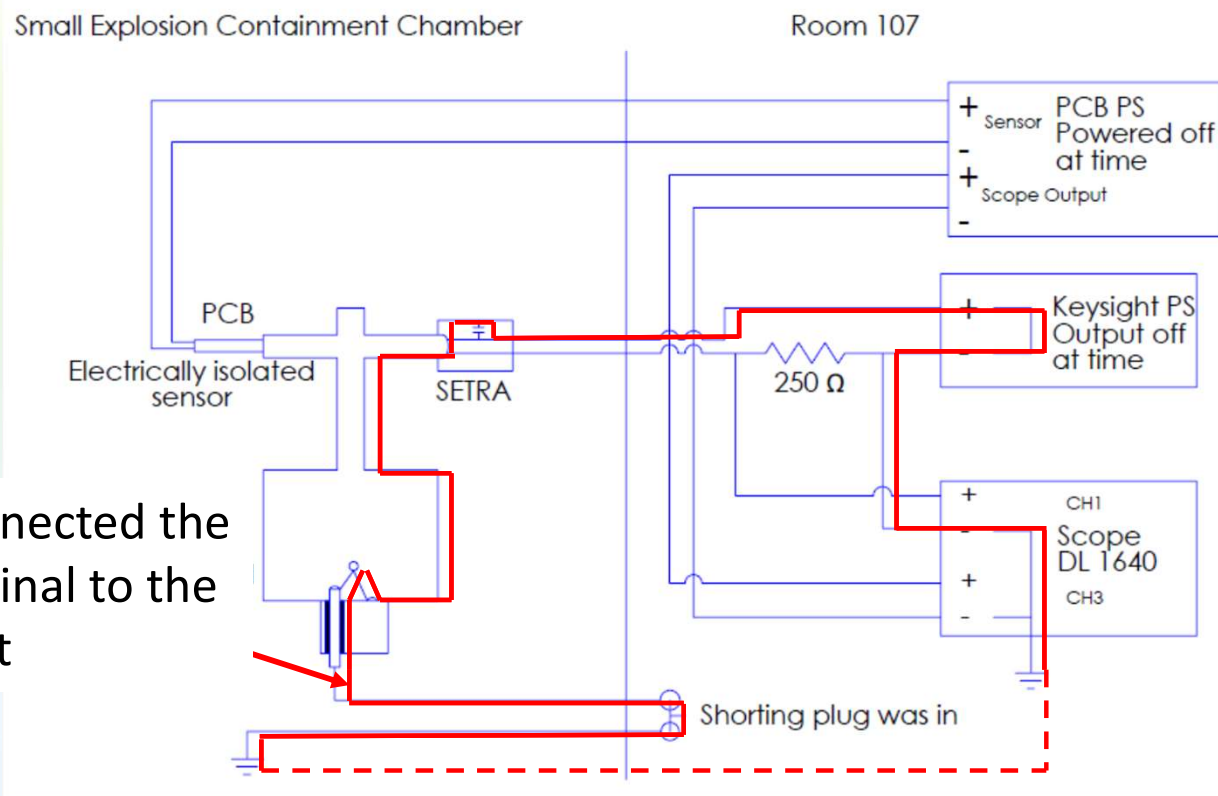 Small Explosion Containment Chamber
Room 107
+
Sensor
-
+
Scope Output
-
PCB PS
Powered off
at time
PCB
Electrically isolated
sensor
SETRA
250 Ω
+
-
Keysight PS
Output off
at time
+
CH1
-
Scope
DL 1640
+
CH3
-
nected the
inal to the
t
Shorting plug was in